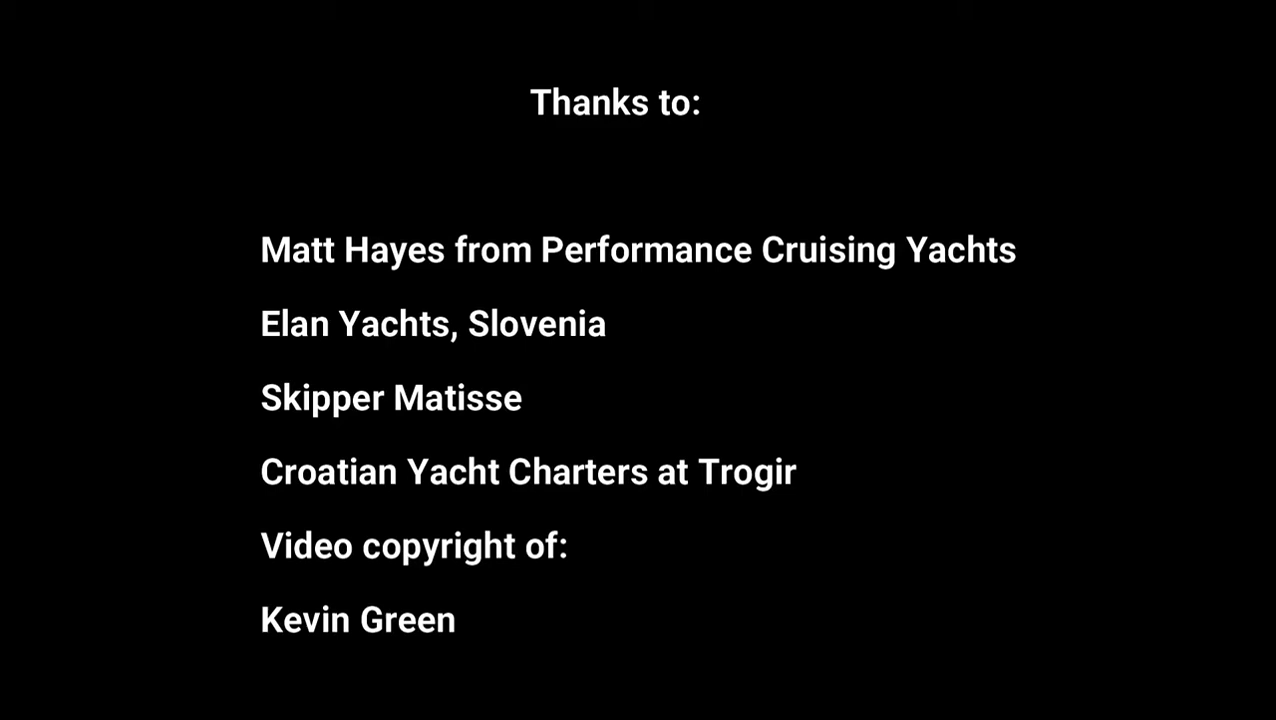 Thanks to:
Matt Hayes from Performance Cruising Yachts
Elan Yachts, Slovenia
Skipper Matisse
Croatian Yacht Charters at Trogir
Video copyright of:
Kevin Green